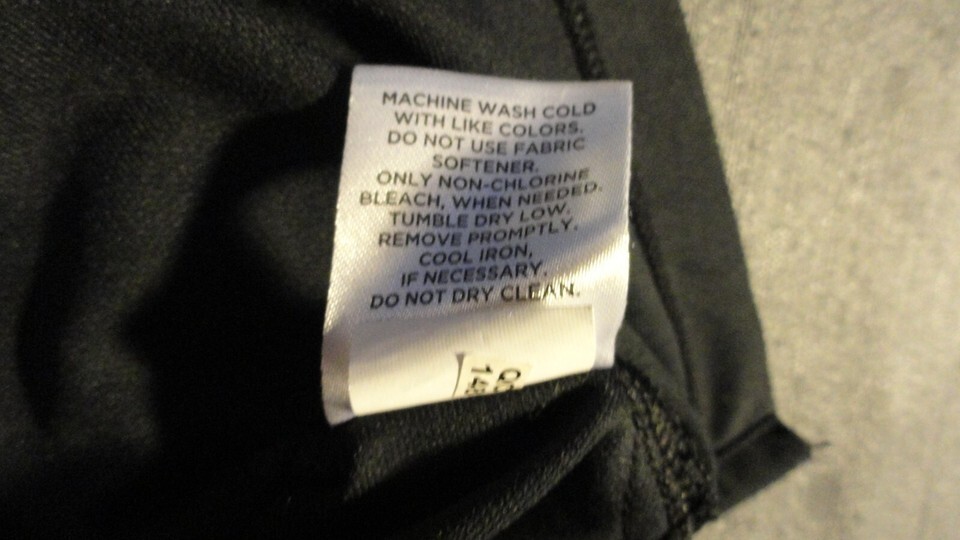 MACHINE WASH COLD
WITH LIKE COLORS.
DO NOT USE FABRIC
SOFTENER.
ONLY NON-CHLORINE
BLEACH, WHEN NEEDED.
TUMBLE DRY LOW.
REMOVE PROMPTLY.
COOL IRON,
IF NECESSARY.
DO NOT DRY CLEAN.